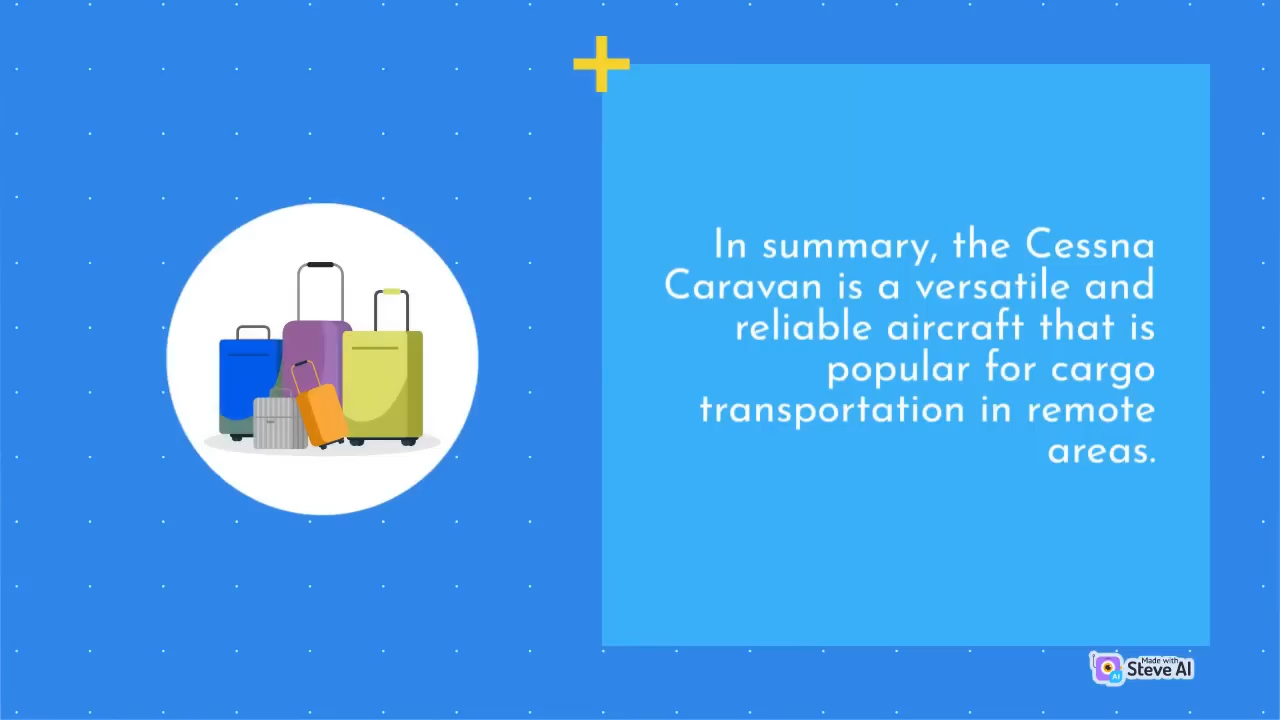 In summary, the Cessna
Caravan is a versatile and
reliable aircraft that is
popular for cargo
transportation in remote
areas.
Made with
Steve AI
AI